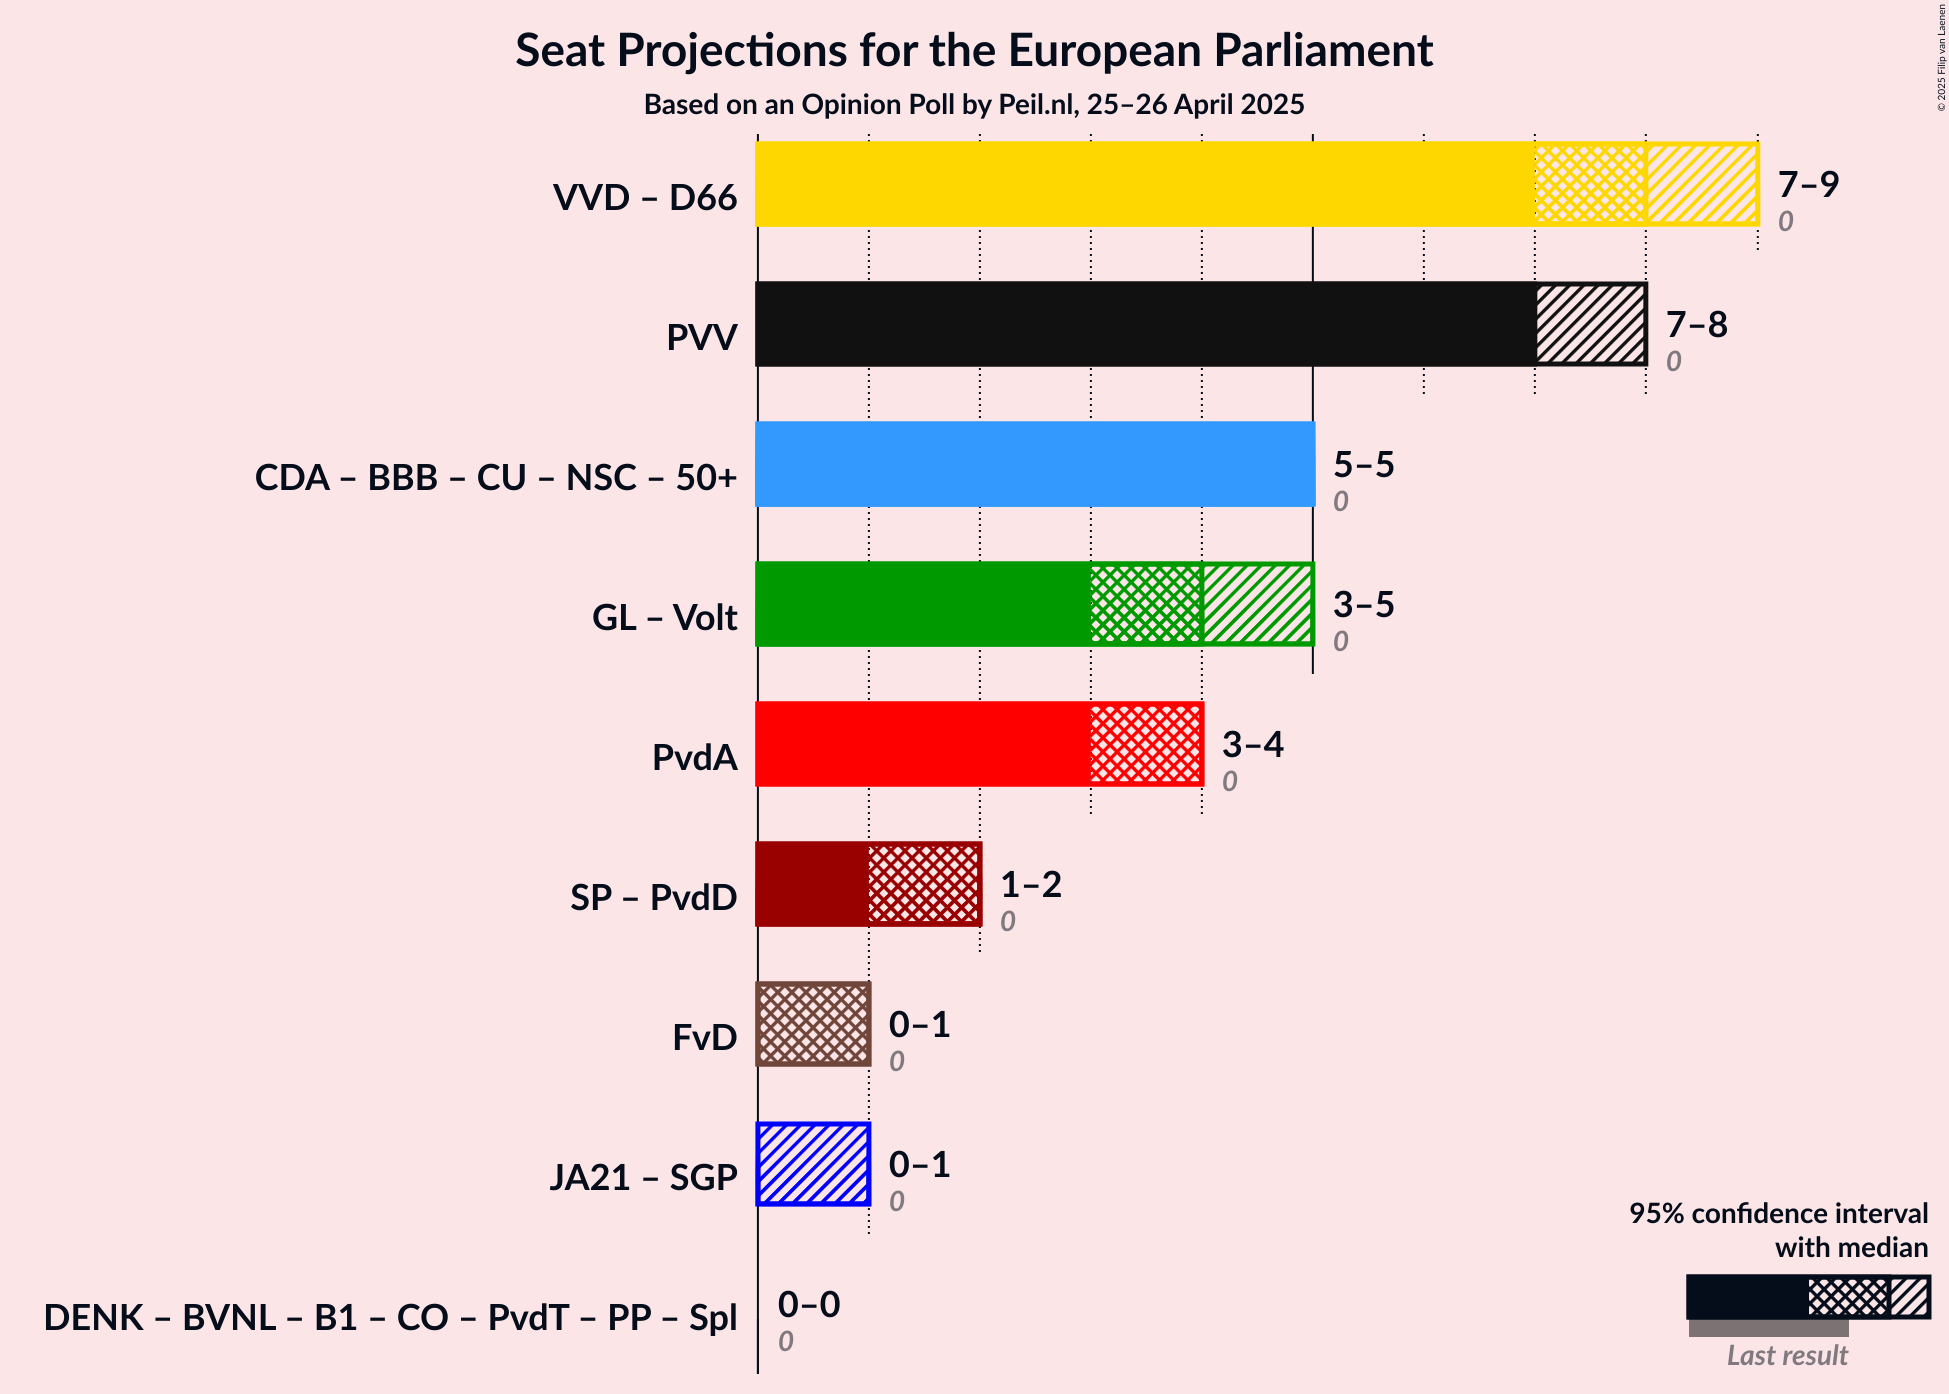 Seat Projections for the European Parliament
Based on an Opinion Poll by Peil.nl, 25–26 April 2025
© 2025 Filip van Laenen
VVD – D66
7–9
0
PVV
7–8
0
CDA – BBB – CU – NSC – 50+
5–5
0
GL – Volt
3–5
0
PvdA
3–4
0
SP – PvdD
1–2
0
FvD
0–1
0
JA21 – SGP
0–1
0
DENK – BVNL – B1 – CO – PvdT – PP – Spl
0–0
0
95% confidence interval
with median
Last result